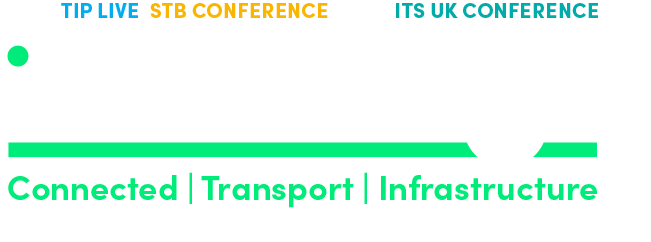 TIP LIVE STB CONFERENCE ITS UK CONFERENCE
Connected | Transport | Infrastructure